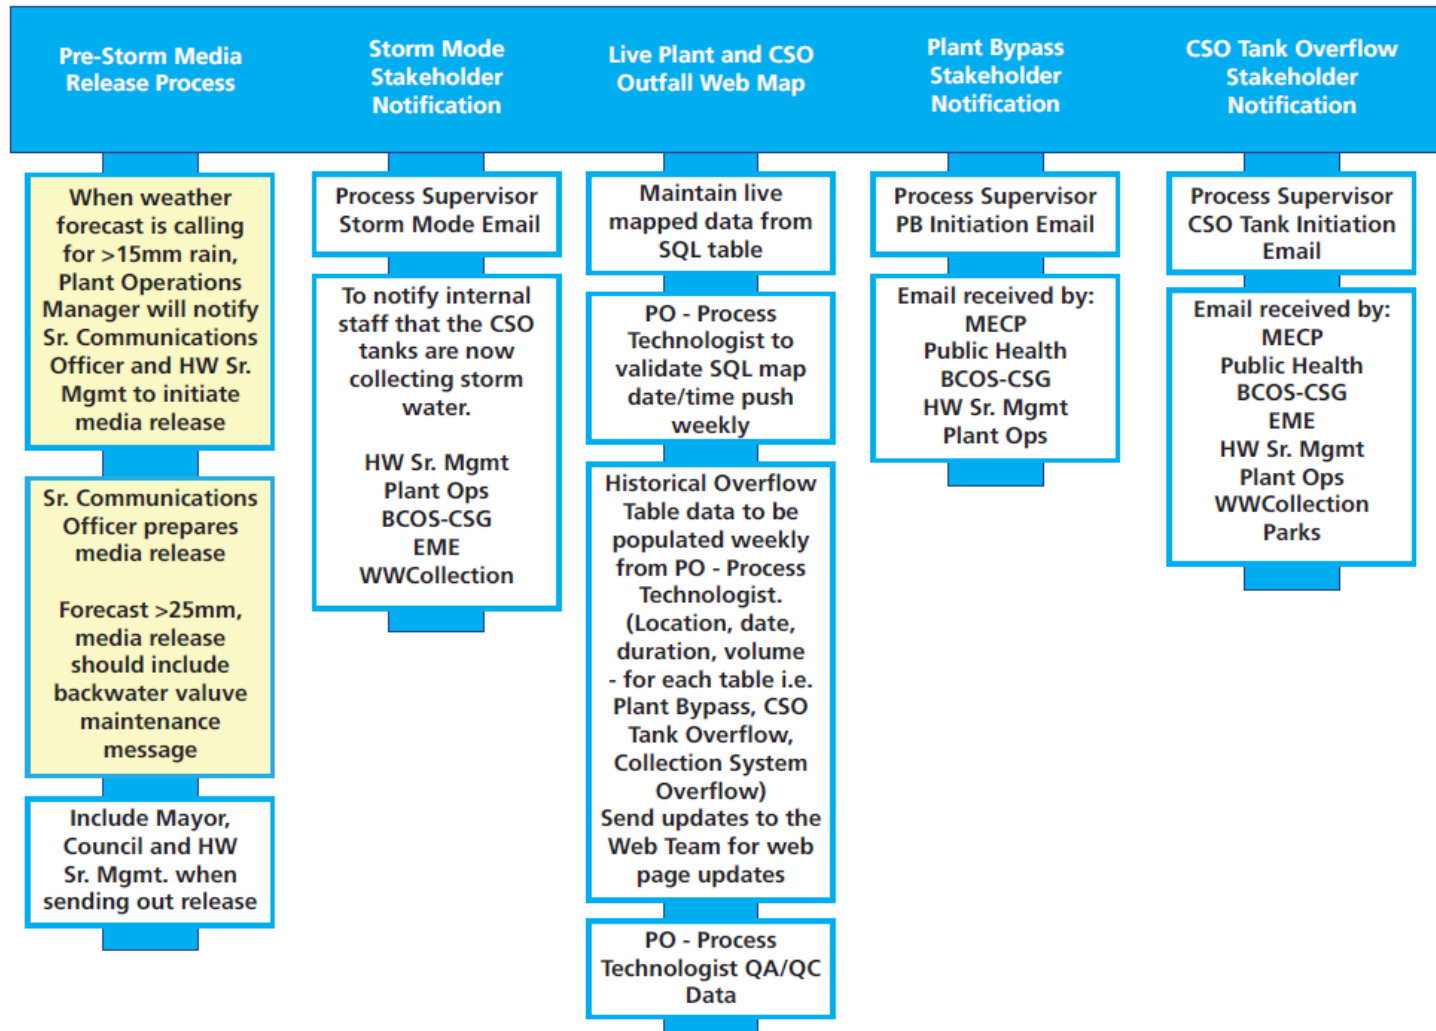 Pre-Storm Media
Release Process
Storm Mode
Stakeholder
Notification
Live Plant and CSO
Outfall Web Map
Plant Bypass
Stakeholder
Notification
CSO Tank Overflow
Stakeholder
Notification
When weather
forecast is calling
for >15mm rain,
Plant Operations
Manager will notify
Sr. Communications
Officer and HW Sr.
Mgmt to initiate
media release
Sr. Communications
Officer prepares
media release
Forecast >25mm,
media release
should include
backwater valuve
maintenance
message
Include Mayor,
Council and HW
Sr. Mgmt. when
sending out release
Process Supervisor
Storm Mode Email
To notify internal
staff that the CSO
tanks are now
collecting storm
water.
HW Sr. Mgmt
Plant Ops
BCOS-CSG
EME
WWCollection
Maintain live
mapped data from
SQL table
PO - Process
Technologist to
validate SQL map
date/time push
weekly
Historical Overflow
Table data to be
populated weekly
from PO - Process
Technologist.
(Location, date,
duration, volume
- for each table i.e.
Plant Bypass, CSO
Tank Overflow,
Collection System
Overflow)
Send updates to the
Web Team for web
page updates
PO - Process
Technologist QA/QC
Data
Process Supervisor
PB Initiation Email
Email received by:
MECP
Public Health
BCOS-CSG
HW Sr. Mgmt
Plant Ops
Process Supervisor
CSO Tank Initiation
Email
Email received by:
MECP
Public Health
BCOS-CSG
EME
HW Sr. Mgmt
Plant Ops
WWCollection
Parks